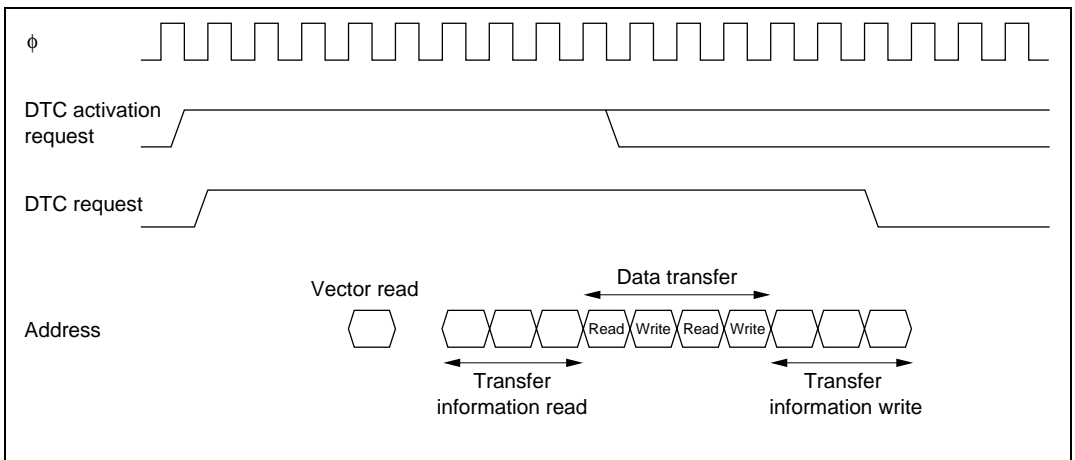 ϕ
DTC activation
request
DTC request
Data transfer
Vector read
Address
Read Write Read Write
Transfer
information read
Transfer
information write